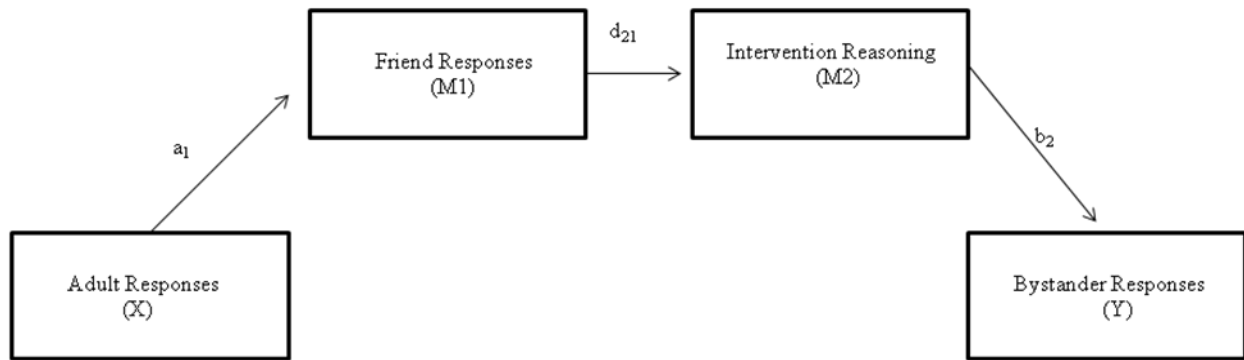 Friend Responses
(M1)
d21
Intervention Reasoning
(M2)
a1
b2
Adult Responses
(X)
Bystander Responses
(Y)